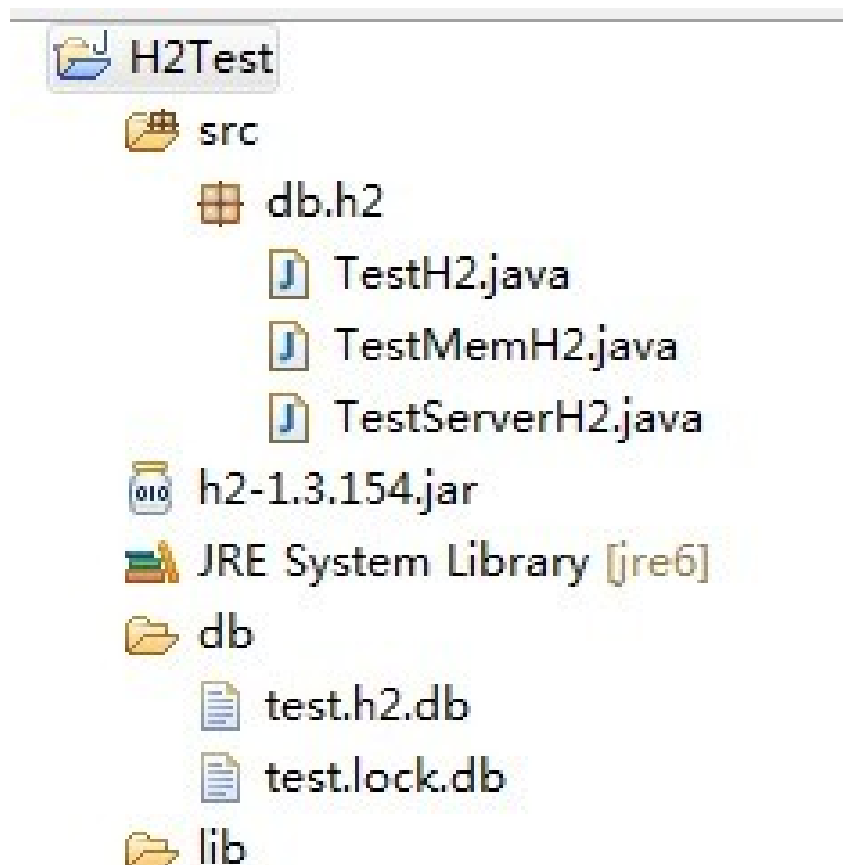 H2Test
src
db.h2
TestH2.java
TestMemH2.java
TestServerH2.java
h2-1.3.154.jar
JRE System Library [jre6]
db
test.h2.db
test.lock.db
lib